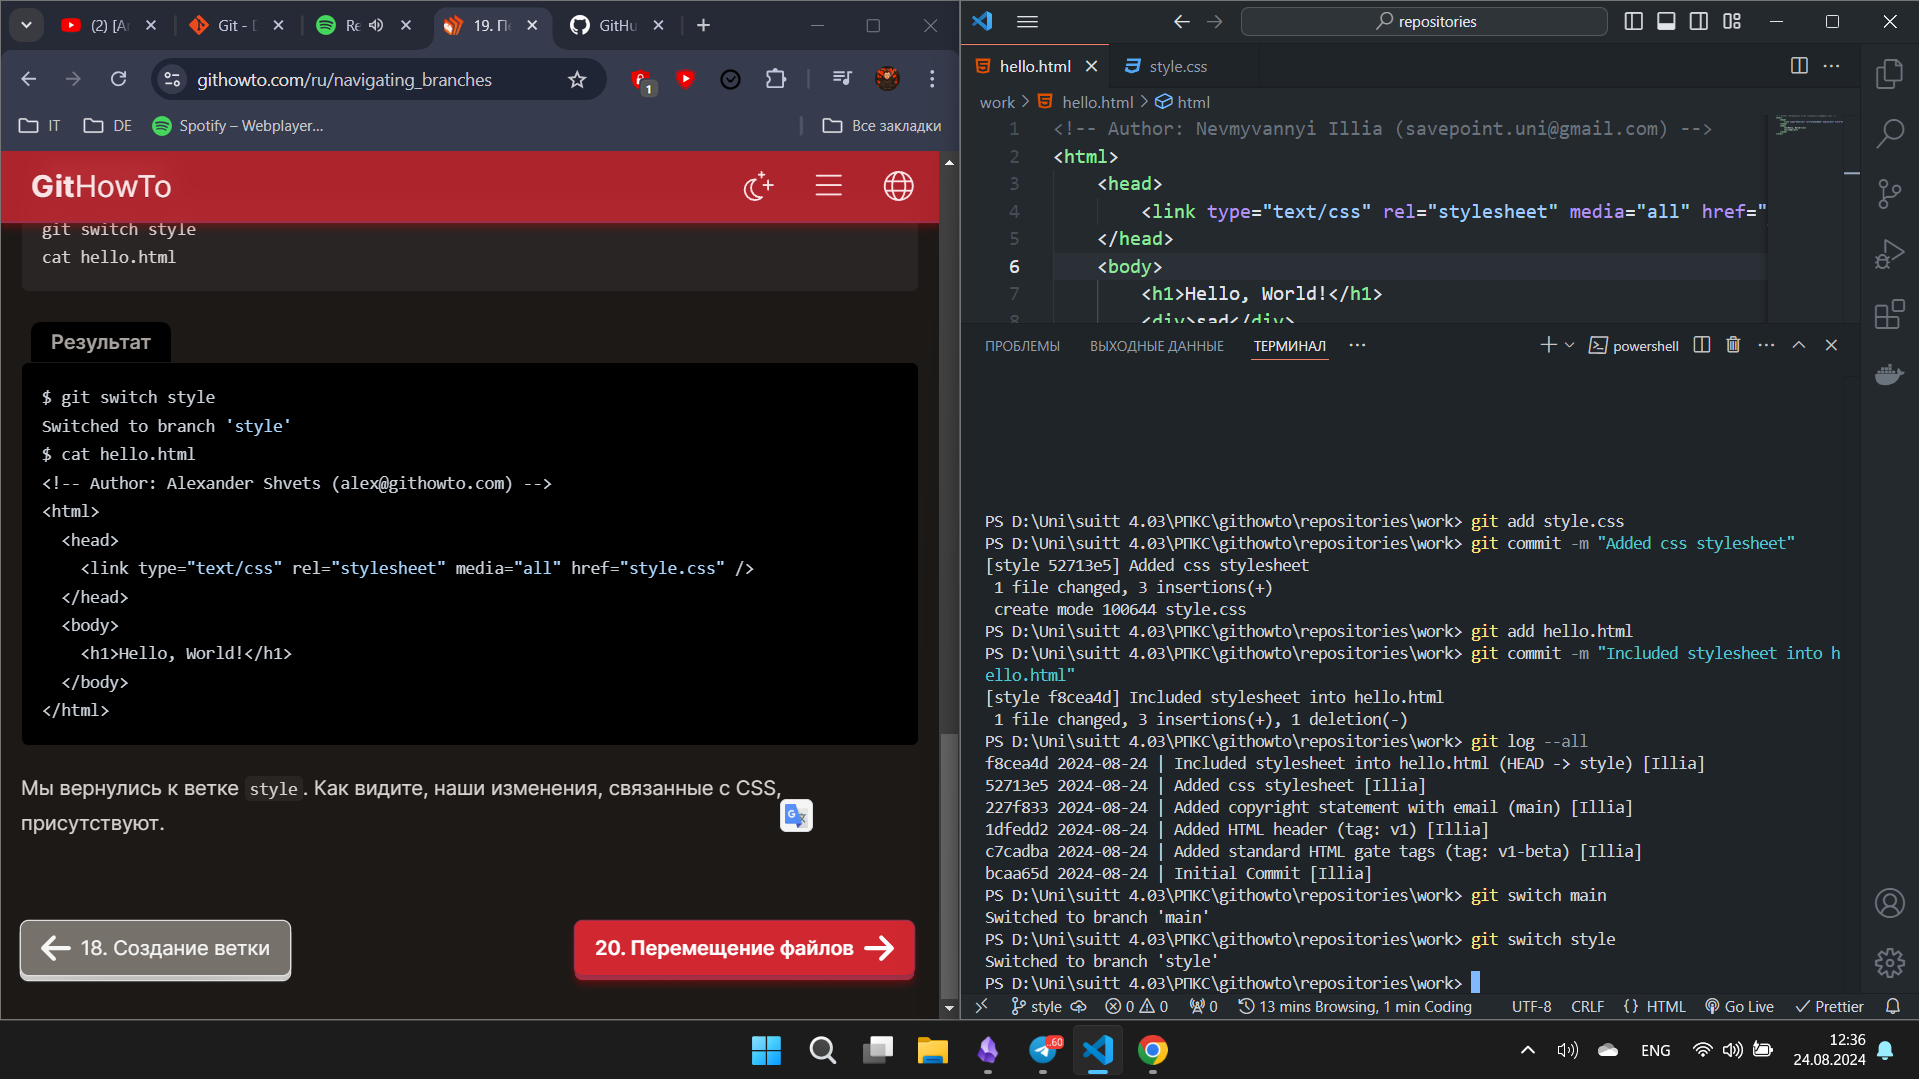 (2) [Ar
Git - D
Re
19. Пе
GitHu
githowto.com/ru/navigating_branches
1
IT
DE
Spotify – Webplayer...
Все закладки
GitHowTo
git switch style
cat hello.html
Результат
$ git switch style
Switched to branch 'style'
$ cat hello.html
<!-- Author: Alexander Shvets (alex@githowto.com) -->
<html>
<head>
<link type="text/css" rel="stylesheet" media="all" href="style.css" />
</head>
<body>
<h1>Hello, World!</h1>
</body>
</html>
Мы вернулись к ветке style. Как видите, наши изменения, связанные с CSS,
присутствуют.
18. Создание ветки
20. Перемещение файлов
repositories
hello.html
style.css
work > hello.html > html
1 <!-- Author: Nevmyvannyi Illia (savepoint.uni@gmail.com) -->
2 <html>
3 <head>
4 <link type="text/css" rel="stylesheet" media="all" href="
5 </head>
6 <body>
7 <h1>Hello, World!</h1>
8 <div>sad</div>
ПРОБЛЕМЫ
ВЫХОДНЫЕ ДАННЫЕ
ТЕРМИНАЛ
powershell
PS D:\Uni\suitt 4.03\РПКС\githowto\repositories\work> git add style.css
PS D:\Uni\suitt 4.03\РПКС\githowto\repositories\work> git commit -m "Added css stylesheet"
[style 52713e5] Added css stylesheet
1 file changed, 3 insertions(+)
create mode 100644 style.css
PS D:\Uni\suitt 4.03\РПКС\githowto\repositories\work> git add hello.html
PS D:\Uni\suitt 4.03\РПКС\githowto\repositories\work> git commit -m "Included stylesheet into h
ello.html"
[style f8cea4d] Included stylesheet into hello.html
1 file changed, 3 insertions(+), 1 deletion(-)
PS D:\Uni\suitt 4.03\РПКС\githowto\repositories\work> git log --all
f8cea4d 2024-08-24 | Included stylesheet into hello.html (HEAD -> style) [Illia]
52713e5 2024-08-24 | Added css stylesheet [Illia]
227f833 2024-08-24 | Added copyright statement with email (main) [Illia]
1dfedd2 2024-08-24 | Added HTML header (tag: v1) [Illia]
c7cadba 2024-08-24 | Added standard HTML gate tags (tag: v1-beta) [Illia]
bcaa65d 2024-08-24 | Initial Commit [Illia]
PS D:\Uni\suitt 4.03\РПКС\githowto\repositories\work> git switch main
Switched to branch 'main'
PS D:\Uni\suitt 4.03\РПКС\githowto\repositories\work> git switch style
Switched to branch 'style'
PS D:\Uni\suitt 4.03\РПКС\githowto\repositories\work>
style 0 0 0 13 mins Browsing, 1 min Coding UTF-8 CRLF {} HTML Go Live Prettier
..60
ENG
12:36
24.08.2024